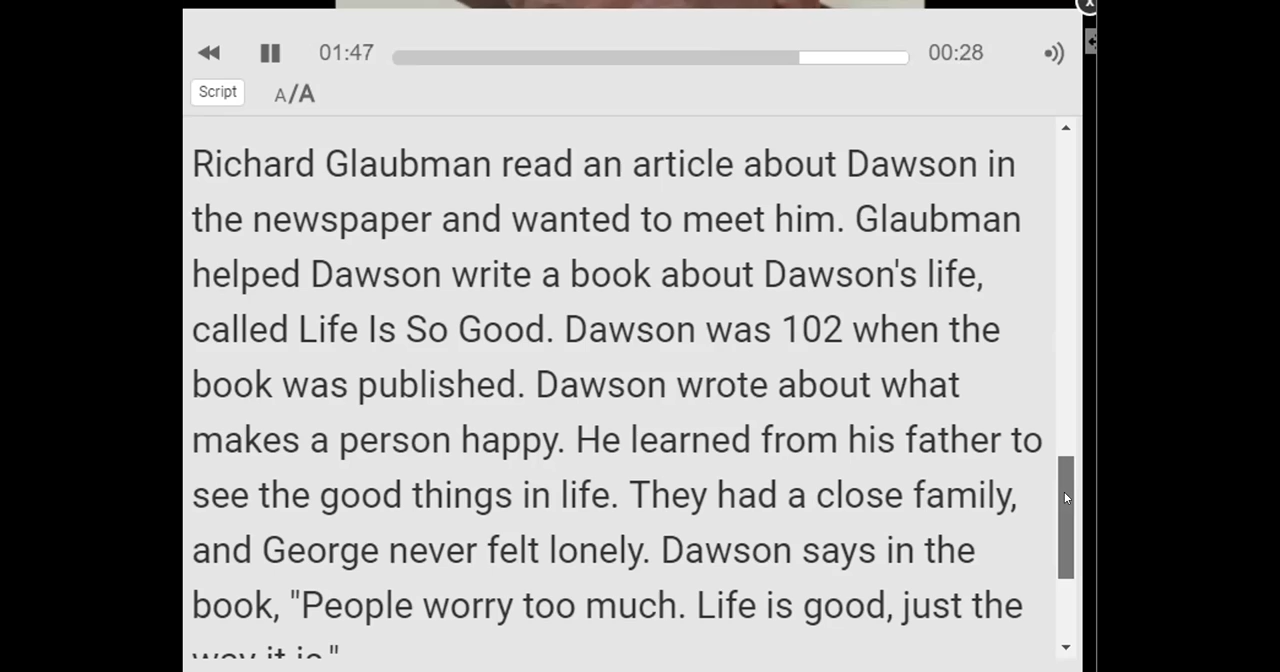 01:47
00:28
Script
A/A
Richard Glaubman read an article about Dawson in
the newspaper and wanted to meet him. Glaubman
helped Dawson write a book about Dawson's life,
called Life Is So Good. Dawson was 102 when the
book was published. Dawson wrote about what
makes a person happy. He learned from his father to
see the good things in life. They had a close family,
and George never felt lonely. Dawson says in the
book, "People worry too much. Life is good, just the
way it is."